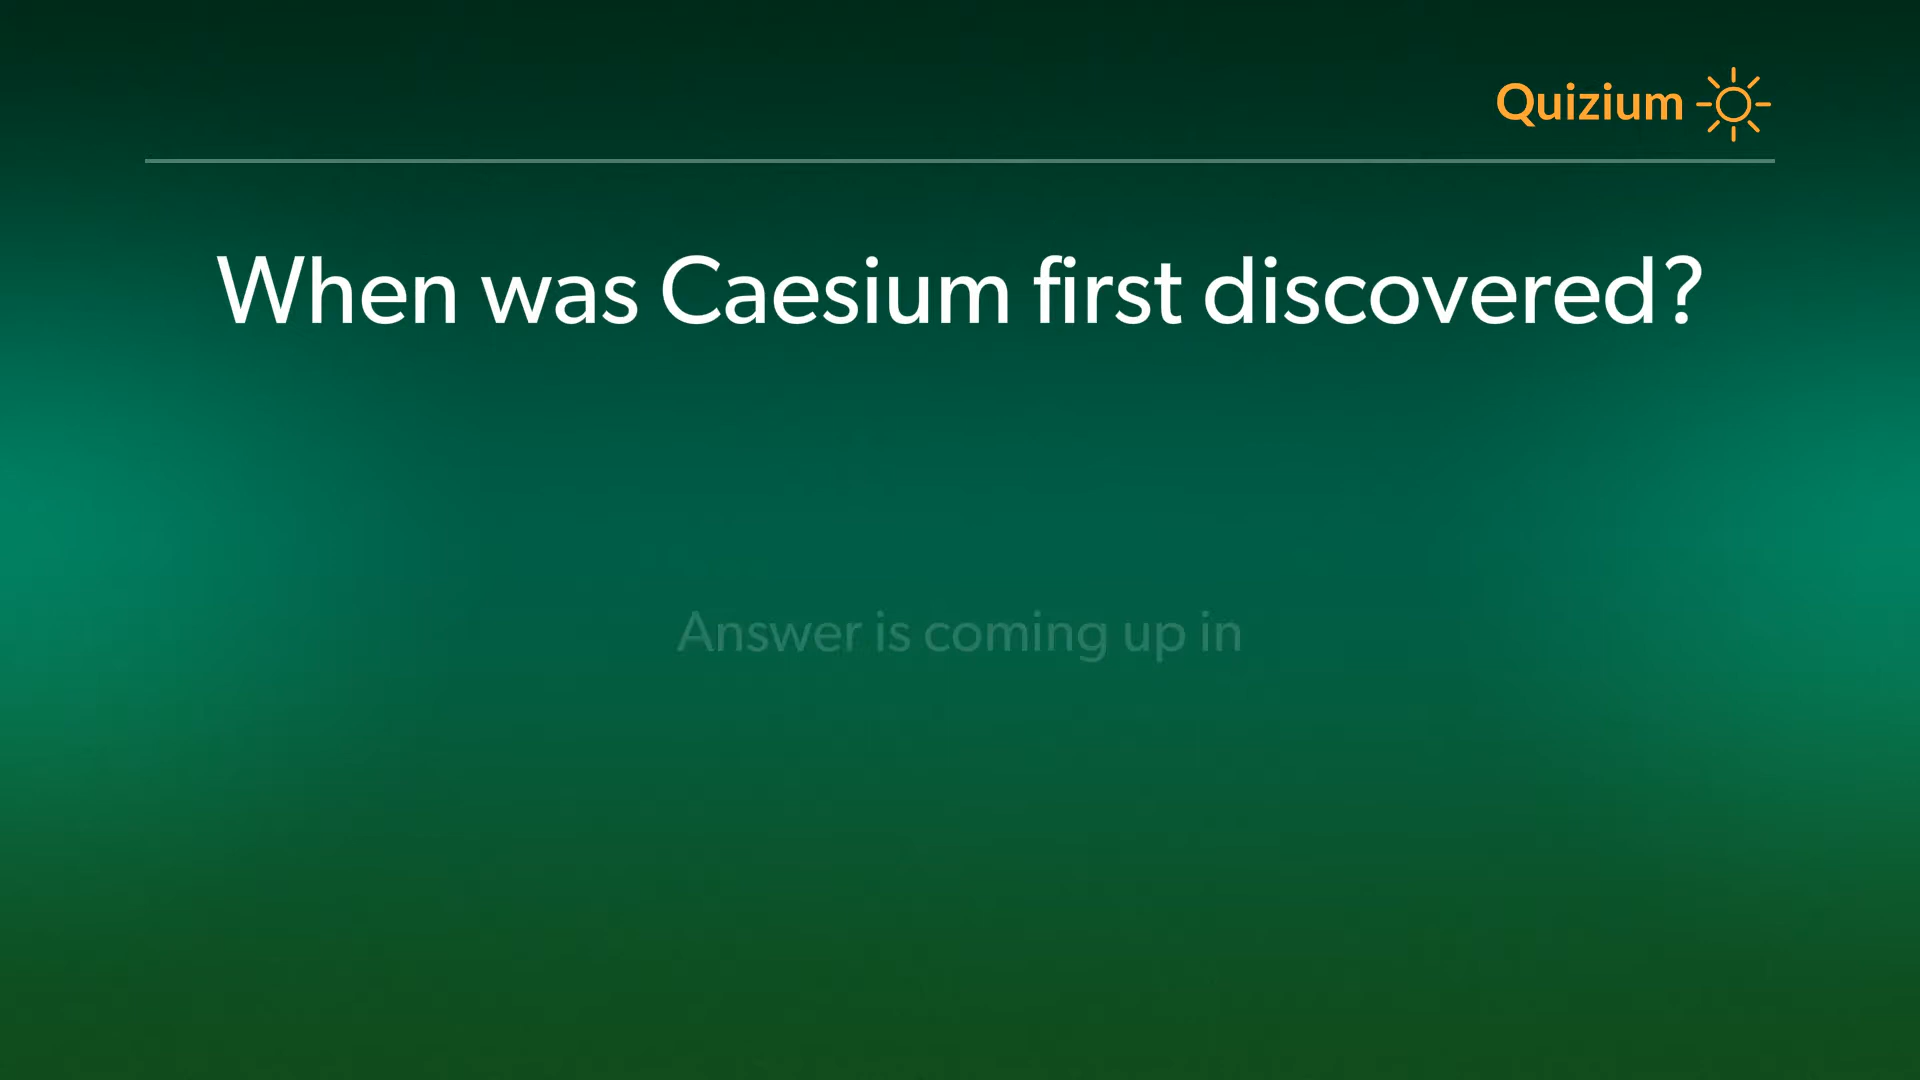 Quizium
When was Caesium first discovered?
Answer is coming up in